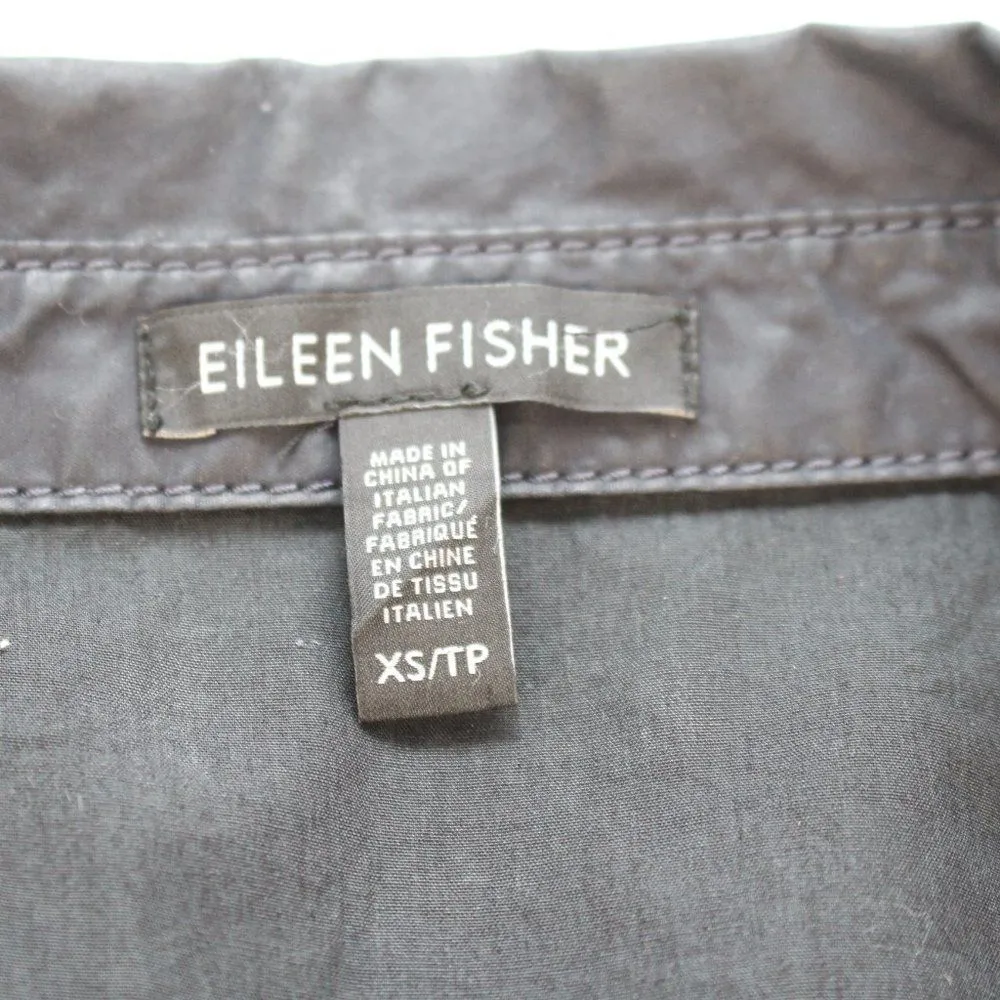 EILEEN FISHER
MADE IN
CHINA OF
ITALIAN
FABRIC/
FABRIQUÉ
EN CHINE
DE TISSU
ITALIEN
XS/TP